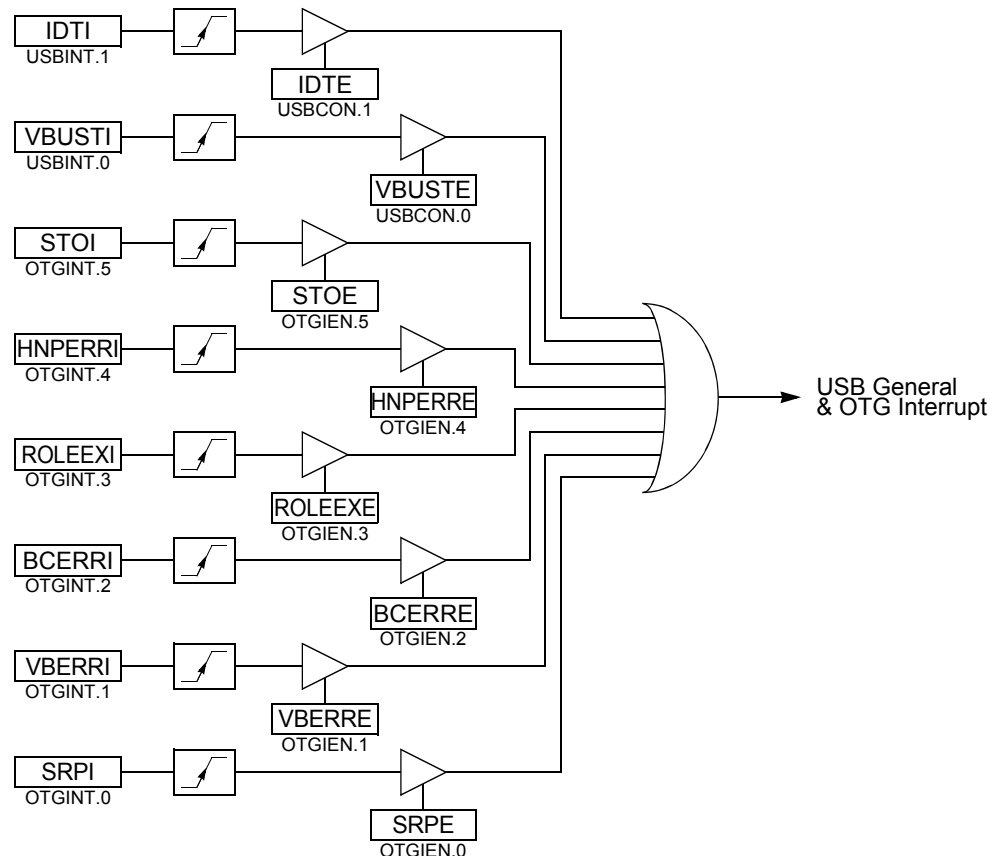 IDTI
USBINT.1
IDTE
USBCON.1
VBUSTI
USBINT.0
VBUSTE
USBCON.0
STOI
OTGINT.5
STOE
OTGIEN.5
HNPERRI
OTGINT.4
HNPERRE
OTGIEN.4
USB General
& OTG Interrupt
ROLEEXI
OTGINT.3
ROLEEXE
OTGIEN.3
BCERRI
OTGINT.2
BCERRE
OTGIEN.2
VBERRI
OTGINT.1
VBERRE
OTGIEN.1
SRPI
OTGINT.0
SRPE
OTGIEN.0